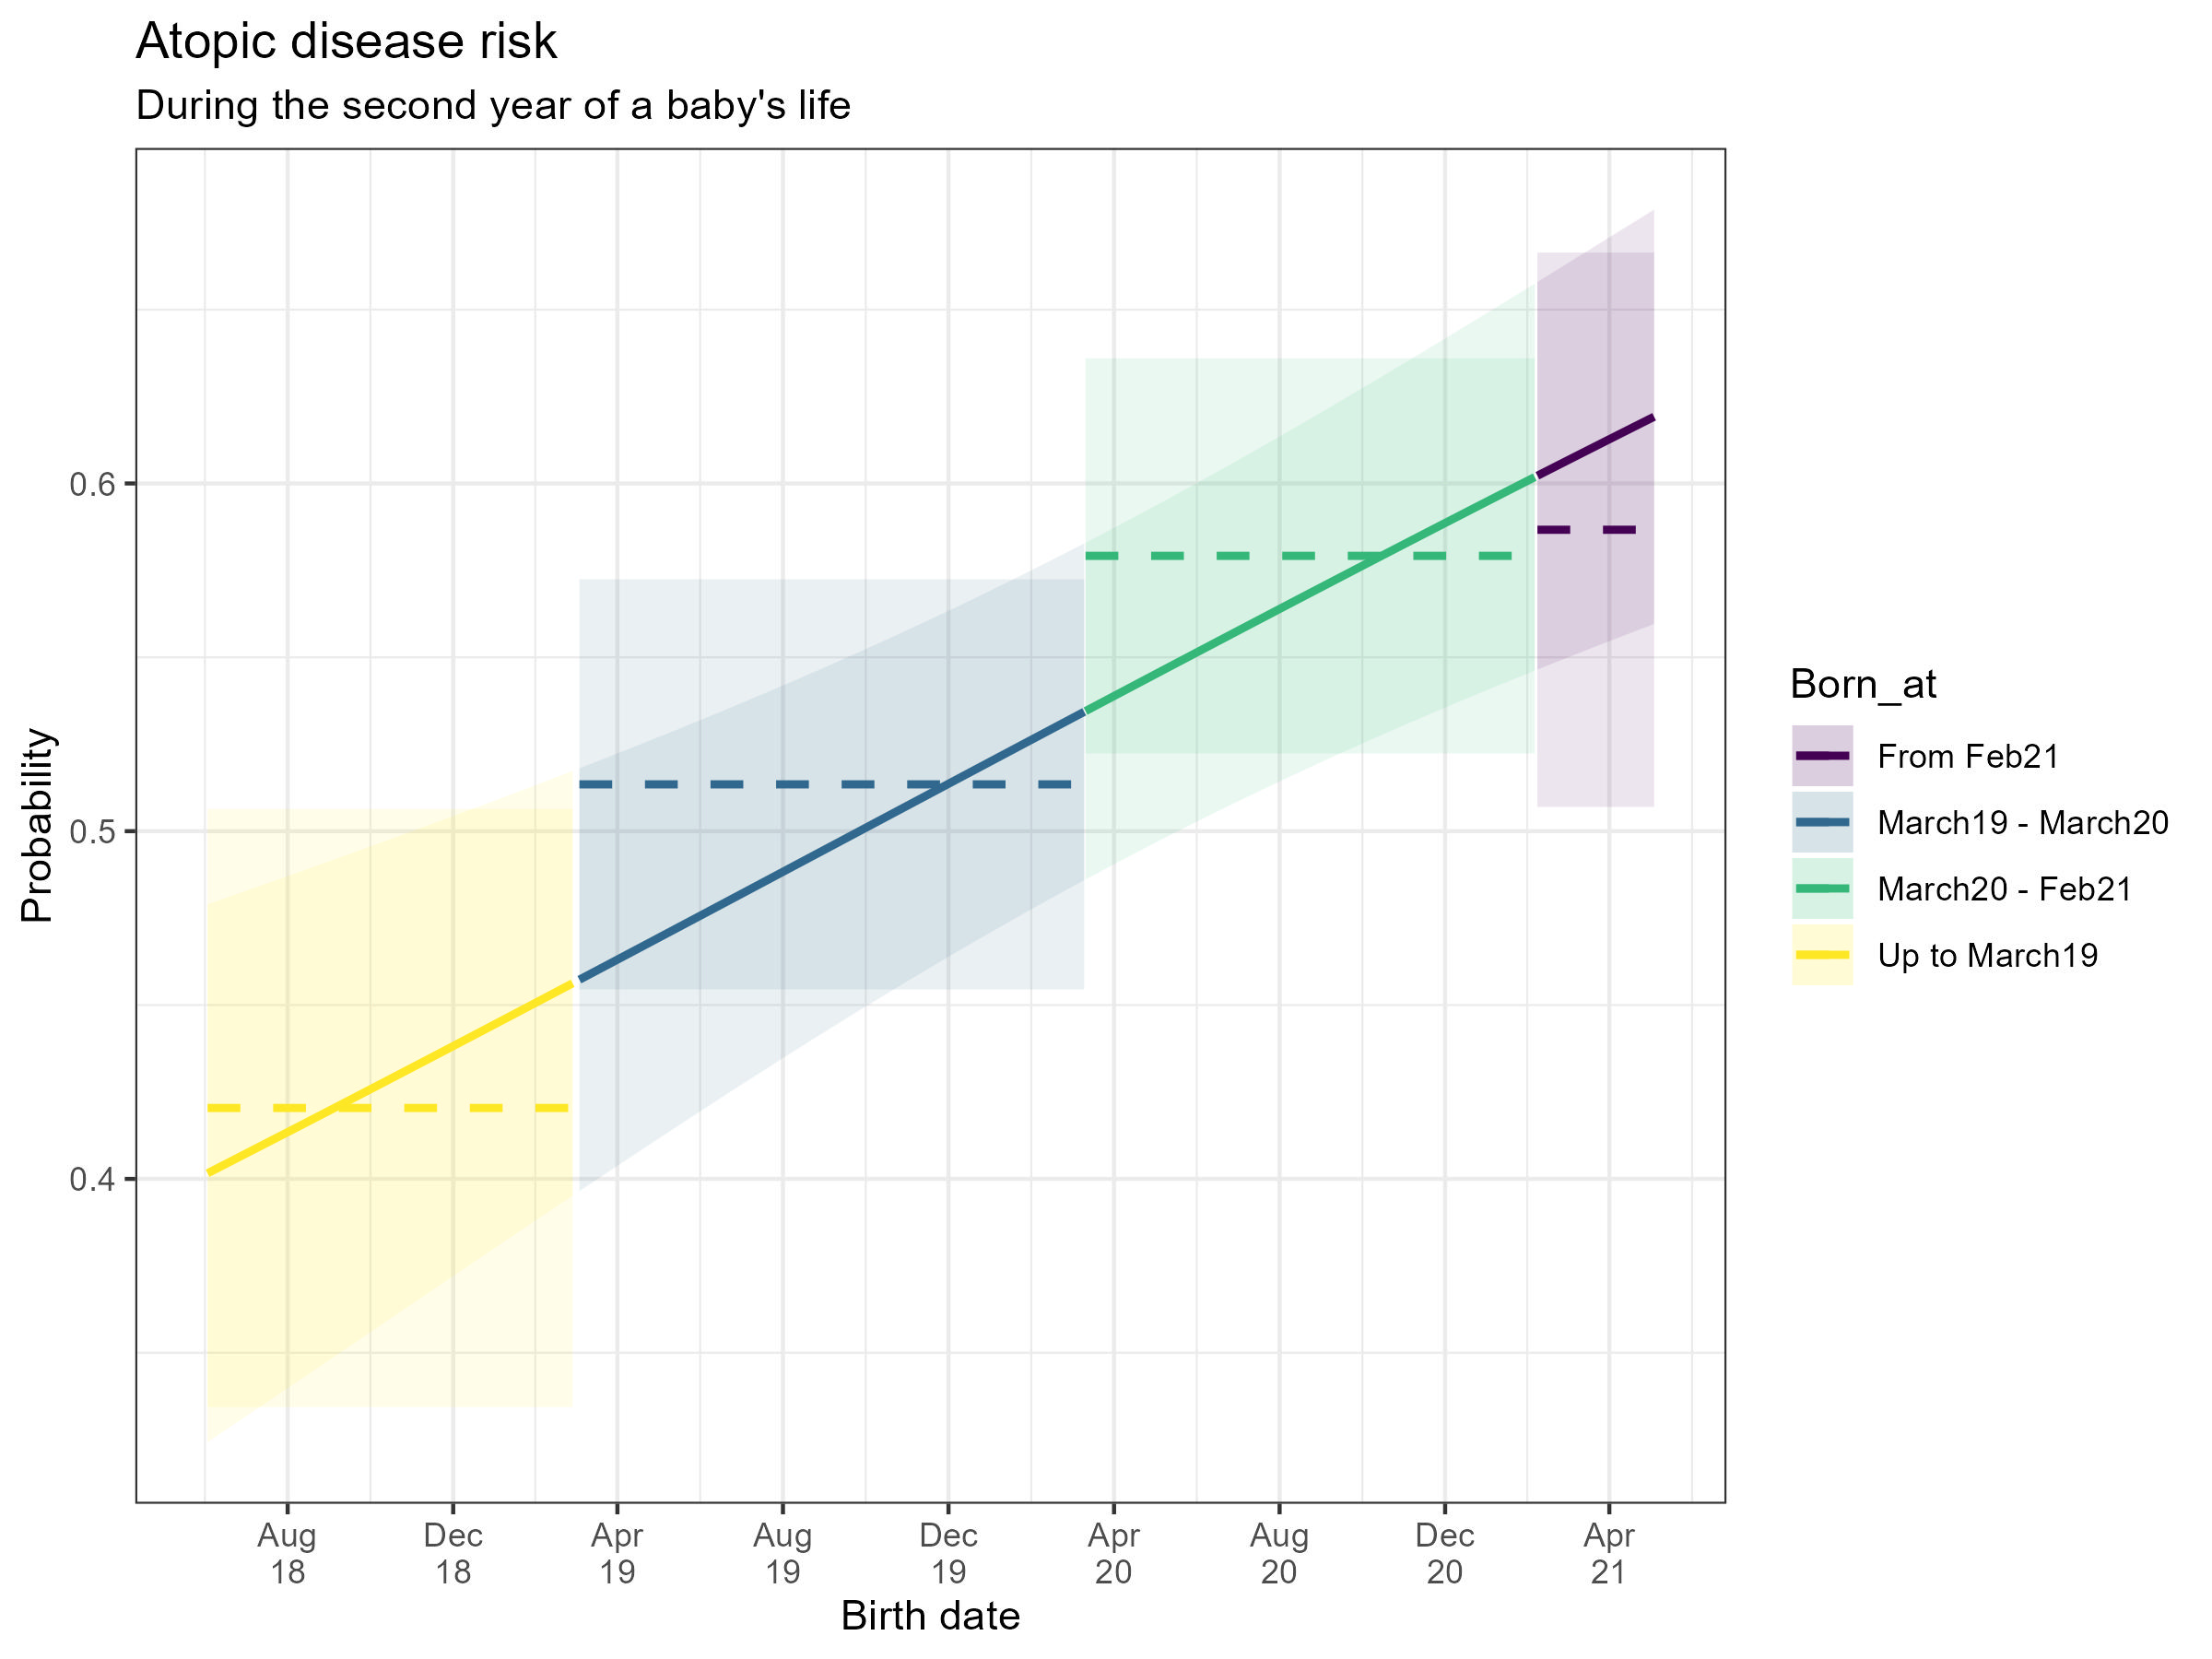 Atopic disease risk
During the second year of a baby's life
Probability
0.6
0.5
0.4
Aug
18
Dec
18
Apr
19
Aug
19
Dec
19
Apr
20
Aug
20
Dec
20
Apr
21
Birth date
Born_at
From Feb21
March19 - March20
March20 - Feb21
Up to March19